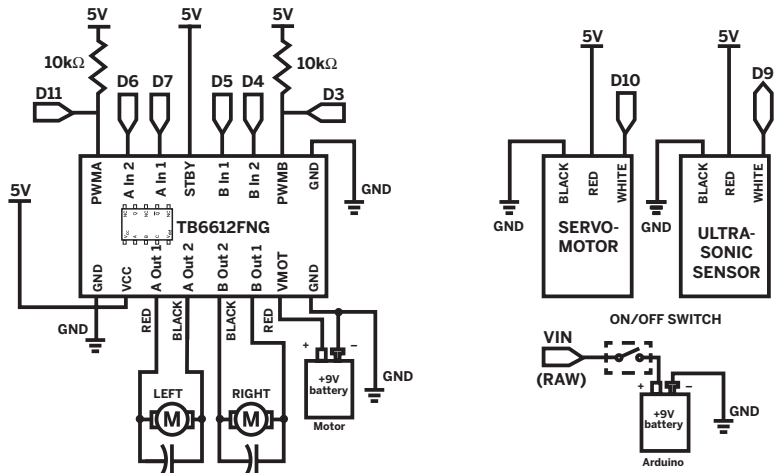 5V
5V
5V
10kΩ
10kΩ
D11
D6
D7
D5
D4
D3
PWMA
A In 2
A In 1
STBY
B In 1
B In 2
PWMB
GND
GND
5V
TB6612FNG
GND
VCC
A Out 1
A Out 2
B Out 2
B Out 1
VMOT
GND
GND
RED
BLACK
BLACK
RED
LEFT
M
RIGHT
M
+
–
+9V
battery
Motor
GND
5V
D10
BLACK
RED
WHITE
GND
SERVO-
MOTOR
5V
D9
BLACK
RED
WHITE
GND
ULTRA-
SONIC
SENSOR
ON/OFF SWITCH
VIN
(RAW)
+
–
+9V
battery
Arduino
GND